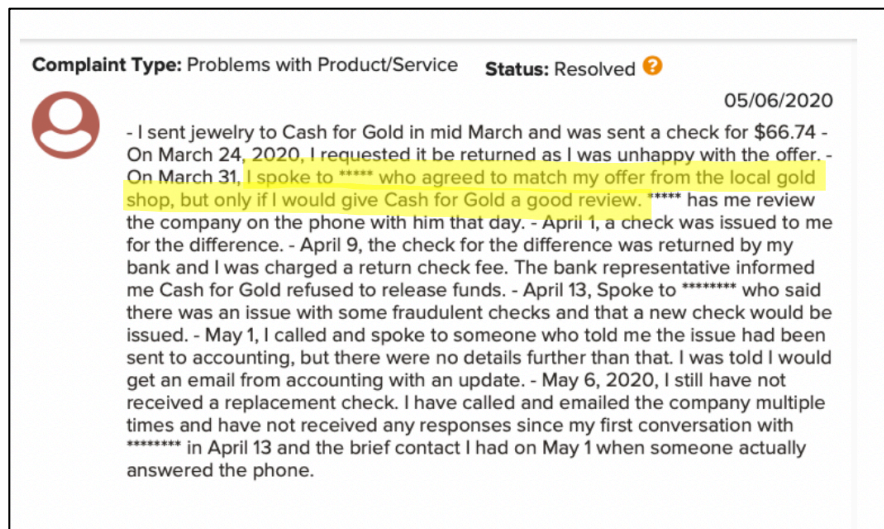 Complaint Type: Problems with Product/Service Status: Resolved ?
05/06/2020
- I sent jewelry to Cash for Gold in mid March and was sent a check for $66.74 -
On March 24, 2020, I requested it be returned as I was unhappy with the offer. -
On March 31, I spoke to ***** who agreed to match my offer from the local gold
shop, but only if I would give Cash for Gold a good review. ***** has me review
the company on the phone with him that day. - April 1, a check was issued to me
for the difference. - April 9, the check for the difference was returned by my
bank and I was charged a return check fee. The bank representative informed
me Cash for Gold refused to release funds. - April 13, Spoke to ******** who said
there was an issue with some fraudulent checks and that a new check would be
issued. - May 1, I called and spoke to someone who told me the issue had been
sent to accounting, but there were no details further than that. I was told I would
get an email from accounting with an update. - May 6, 2020, I still have not
received a replacement check. I have called and emailed the company multiple
times and have not received any responses since my first conversation with
******** in April 13 and the brief contact I had on May 1 when someone actually
answered the phone.